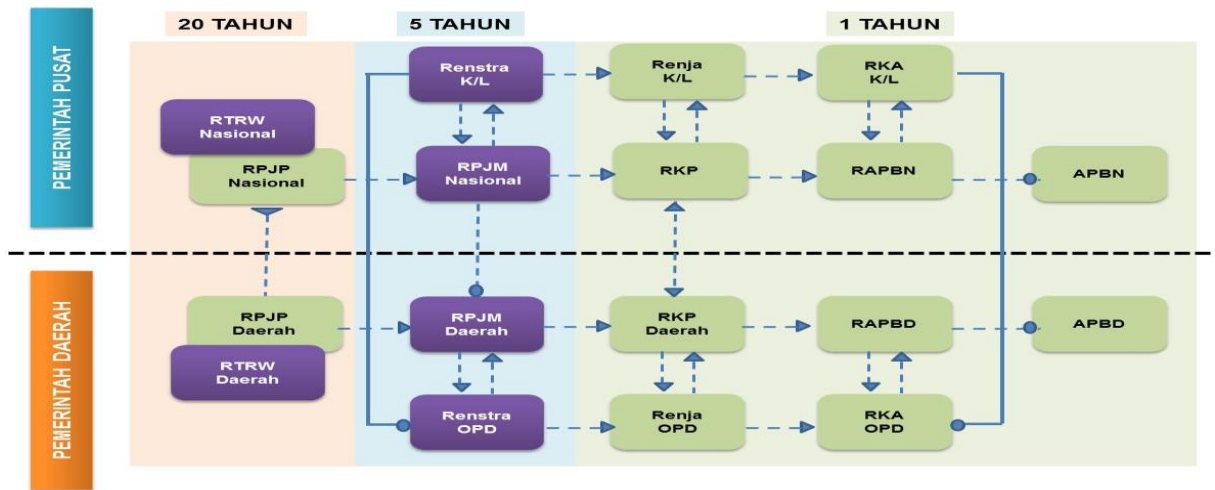 20 TAHUN
5 TAHUN
1 TAHUN
PEMERINTAH PUSAT
Renstra
K/L
Renja
K/L
RKA
K/L
RTRW
Nasional
RPJP
Nasional
RPJM
Nasional
RKP
RAPBN
APBN
PEMERINTAH DAERAH
RPJP
Daerah
RPJM
Daerah
RKP
Daerah
RAPBD
APBD
RTRW
Daerah
Renstra
OPD
Renja
OPD
RKA
OPD